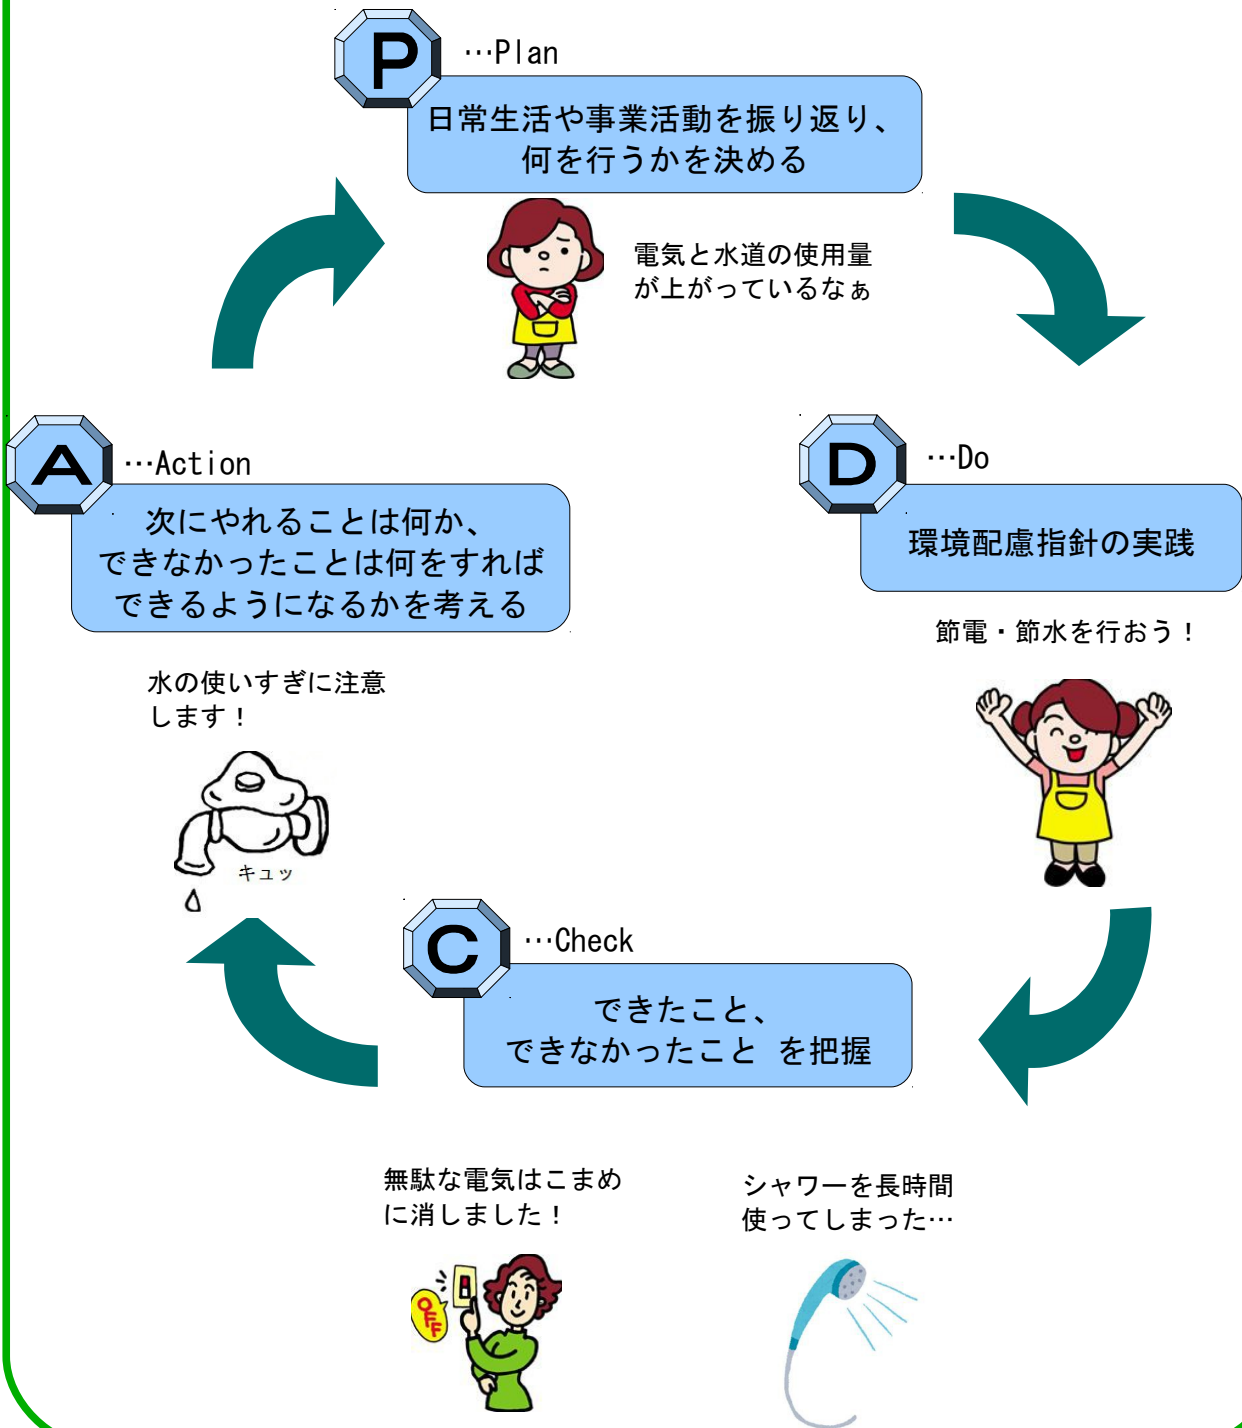 P …Plan
日常生活や事業活動を振り返り、
何を行うかを決める
電気と水道の使用量
が上がっているなぁ
D …Do
環境配慮指針の実践
節電・節水を行おう！
C …Check
できたこと、
できなかったこと を把握
無駄な電気はこまめ
に消しました！
OFF
シャワーを長時間
使ってしまった…
A …Action
次にやれることは何か、
できなかったことは何をすれば
できるようになるかを考える
水の使いすぎに注意
します！
キュッ